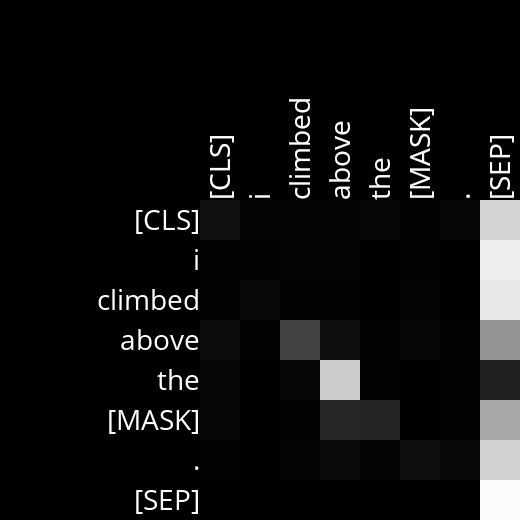 [CLS] i climbed above the [MASK] . [SEP]
[CLS]
i
climbed
above
the
[MASK]
.
[SEP]